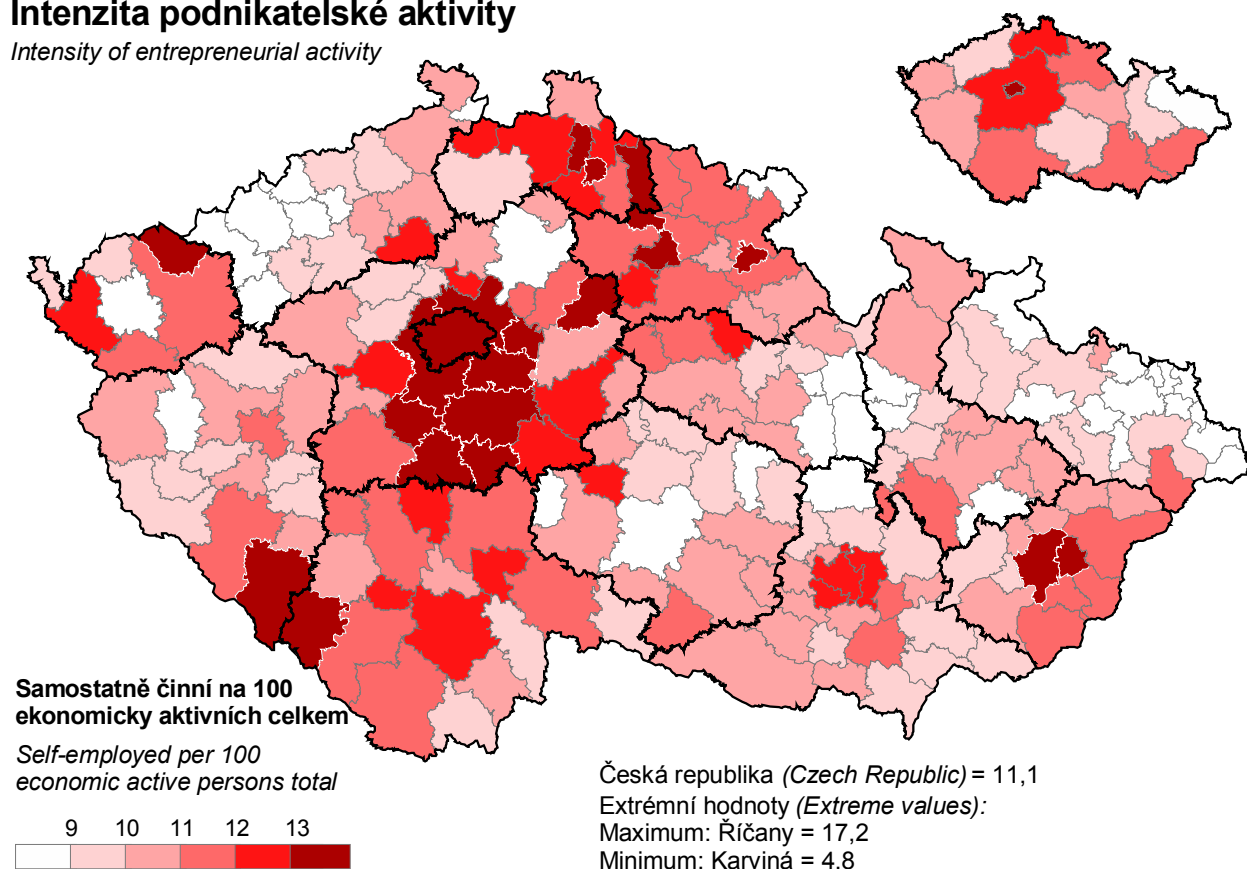 Intenzita podnikatelské aktivity
Intensity of entrepreneurial activity
Samostatně činní na 100
ekonomicky aktivních celkem
Self-employed per 100
economic active persons total
9 10 11 12 13
Česká republika (Czech Republic) = 11,1
Extrémní hodnoty (Extreme values):
Maximum: Říčany = 17,2
Minimum: Karviná = 4,8